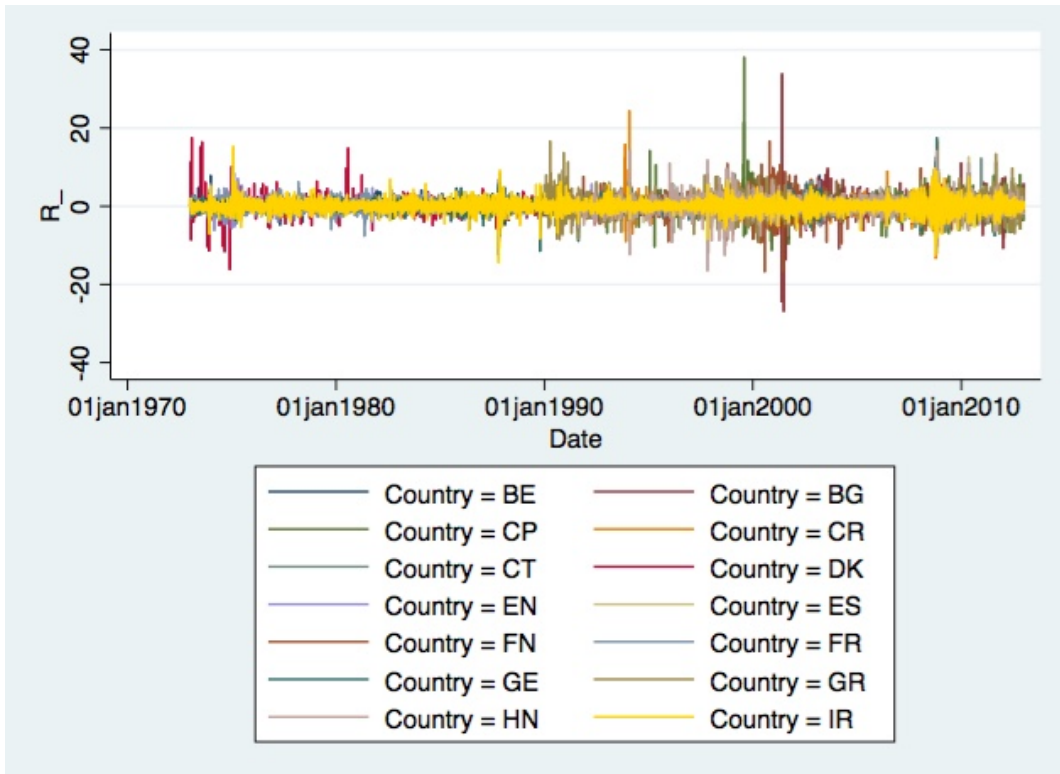 40
20
0
-20
-40
R_
01jan1970 01jan1980 01jan1990 01jan2000 01jan2010
Date
Country = BE Country = BG
Country = CP Country = CR
Country = CT Country = DK
Country = EN Country = ES
Country = FN Country = FR
Country = GE Country = GR
Country = HN Country = IR